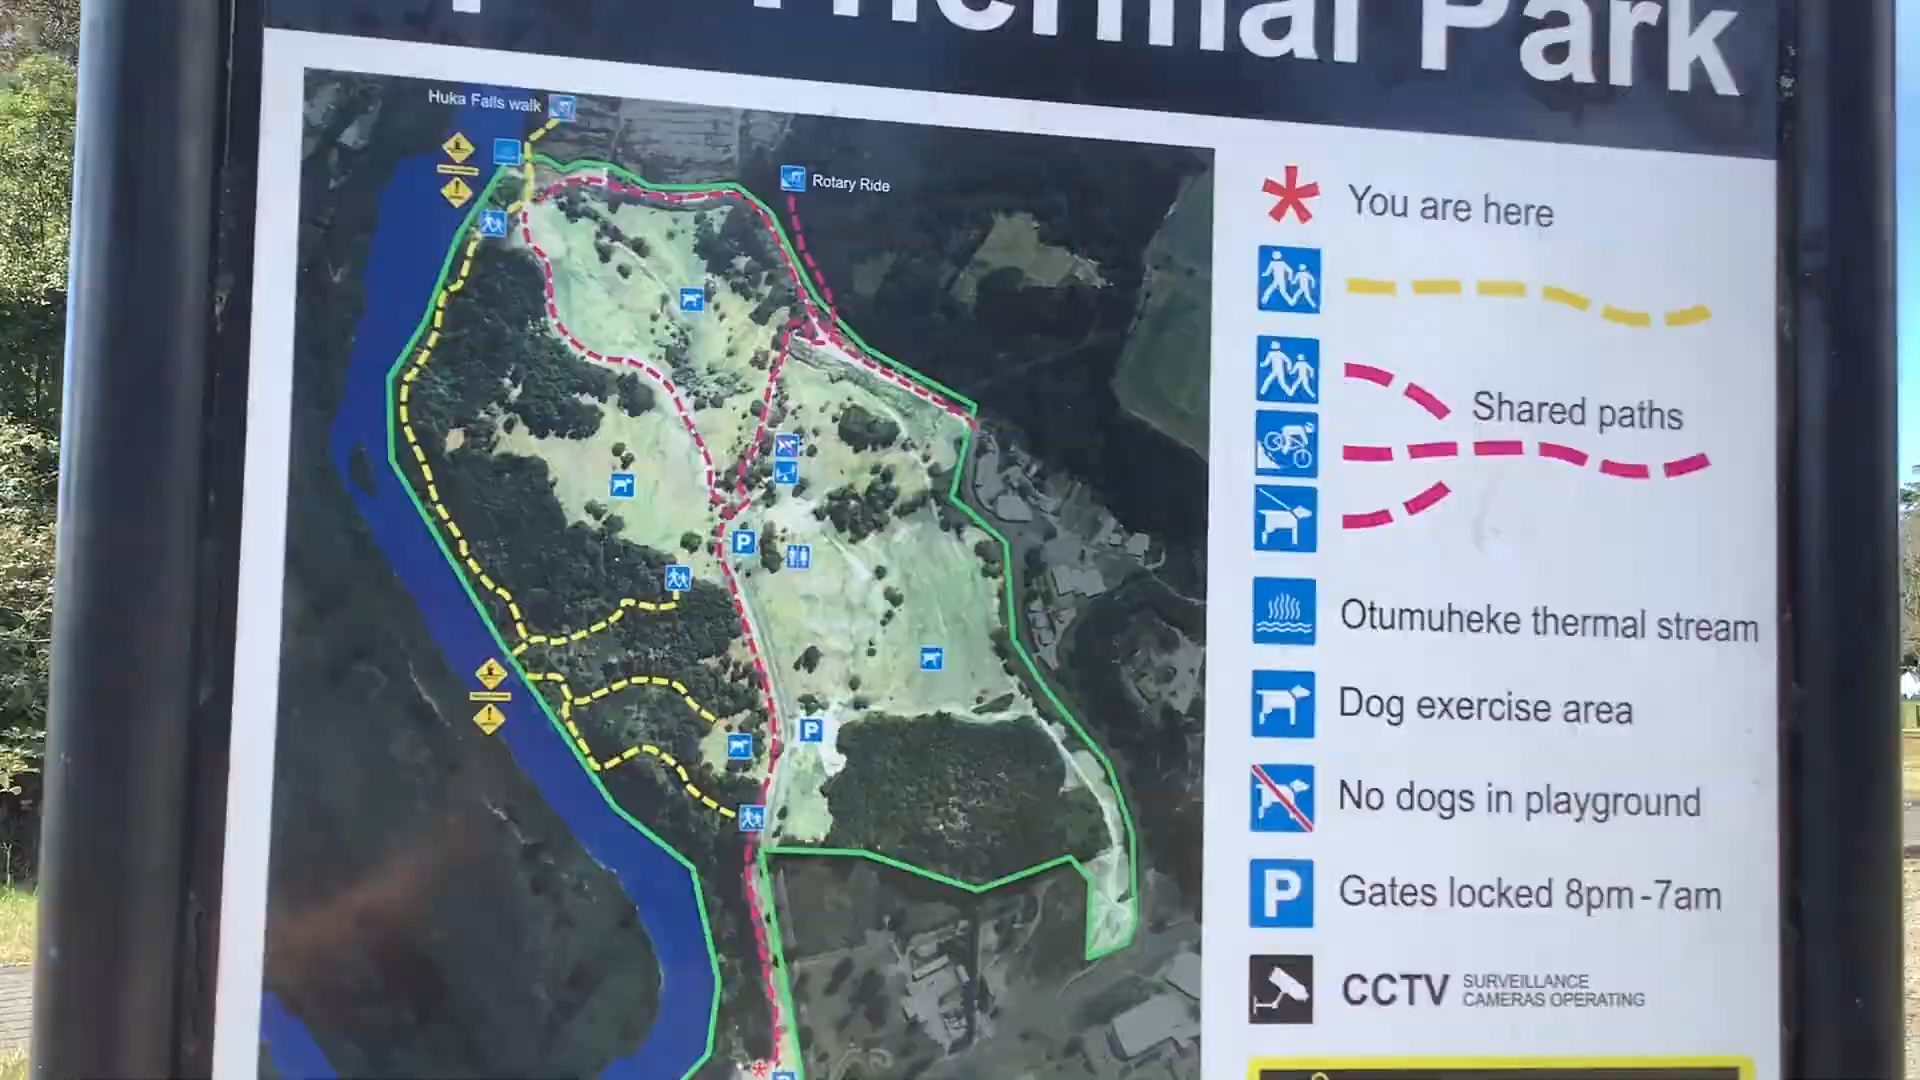 Thermal Park
Huka Falls walk
Rotary Ride
You are here
Shared paths
Otumuheke thermal stream
Dog exercise area
No dogs in playground
P Gates locked 8pm-7am
CCTV SURVEILLANCE
CAMERAS OPERATING
P
P